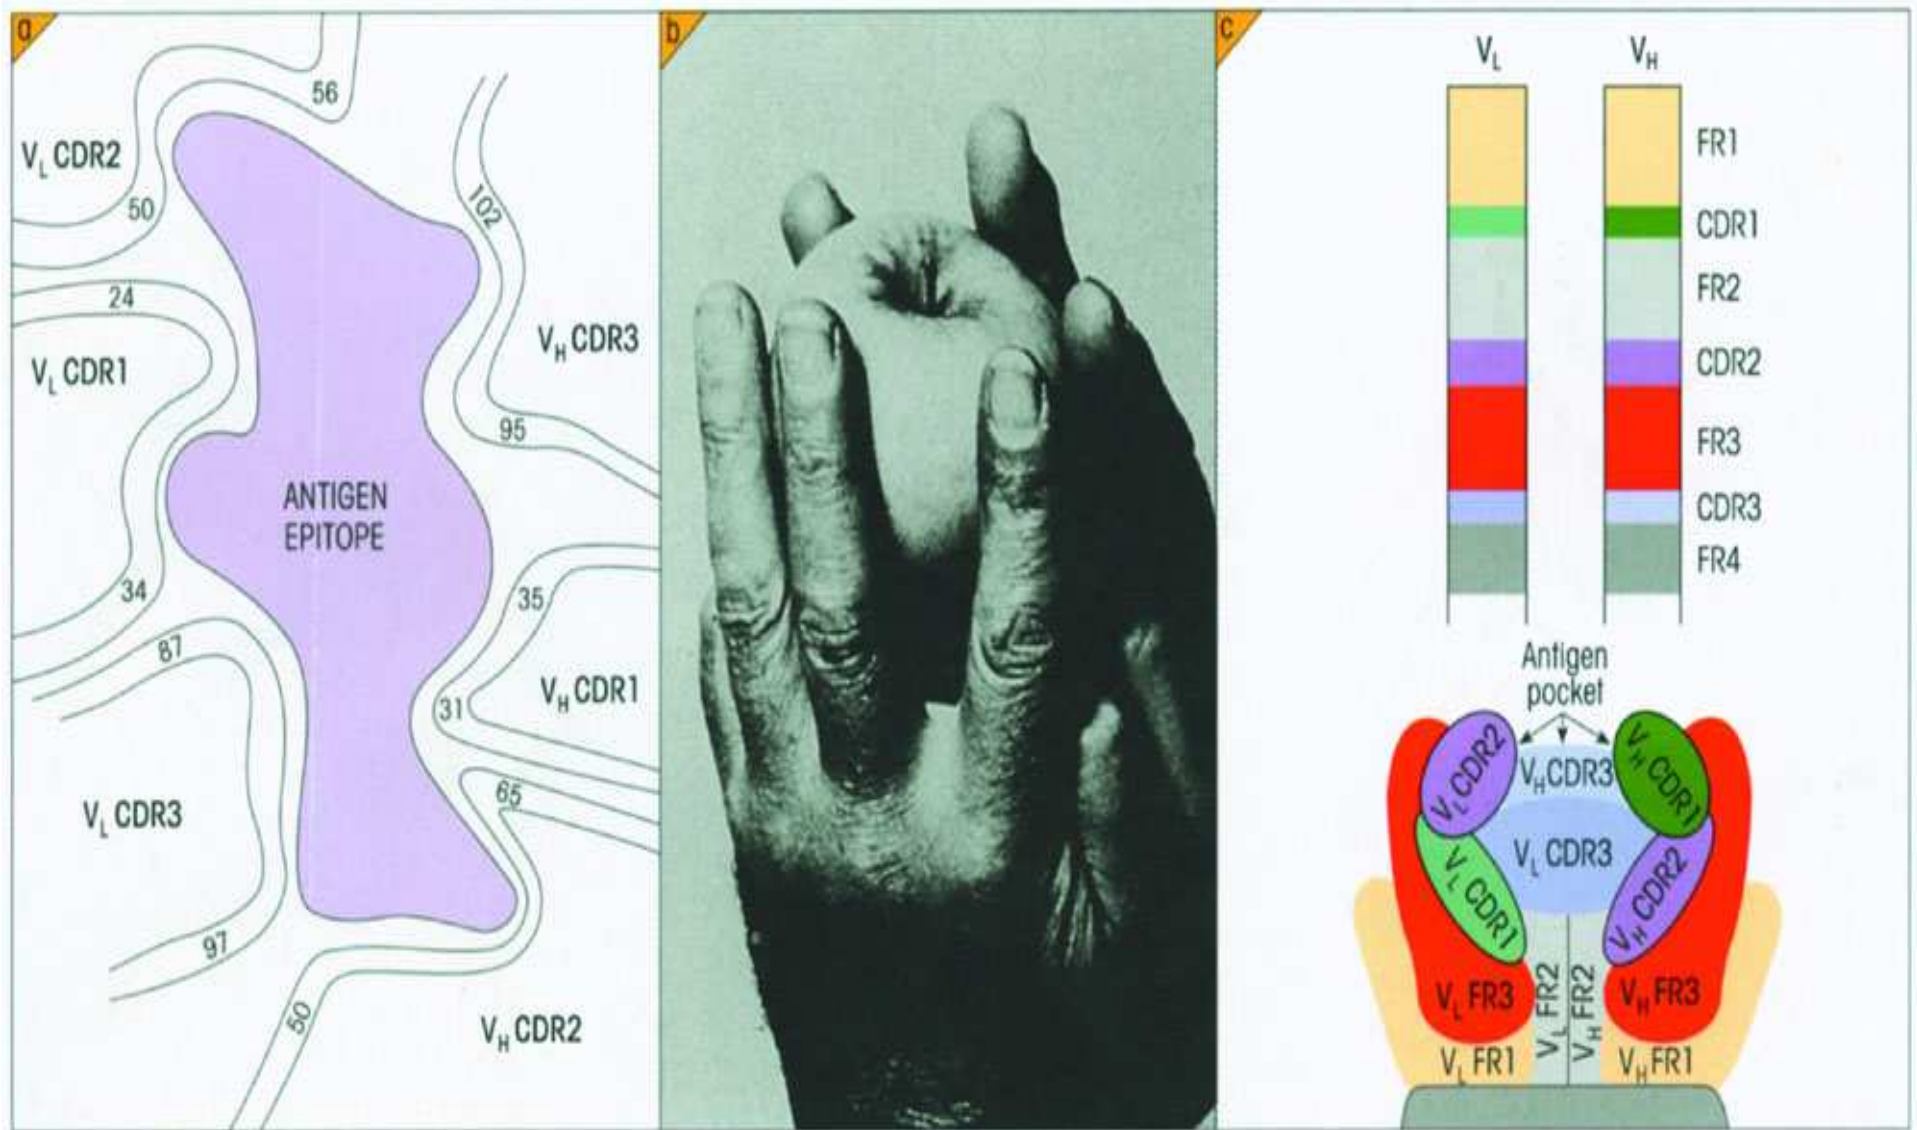 a
56
V_L CDR2
50
102
24
V_H CDR3
V_L CDR1
95
ANTIGEN
EPITOPE
34
35
87
31
V_H CDR1
65
V_L CDR3
97
50
V_H CDR2
b
c
V_L
V_H
FR1
CDR1
FR2
CDR2
FR3
CDR3
FR4
Antigen
pocket
V_L CDR2
V_H CDR3
V_H CDR1
V_L CDR3
V_L CDR1
V_H CDR2
V_L FR3
V_L FR2
V_H FR2
V_H FR3
V_L FR1
V_H FR1